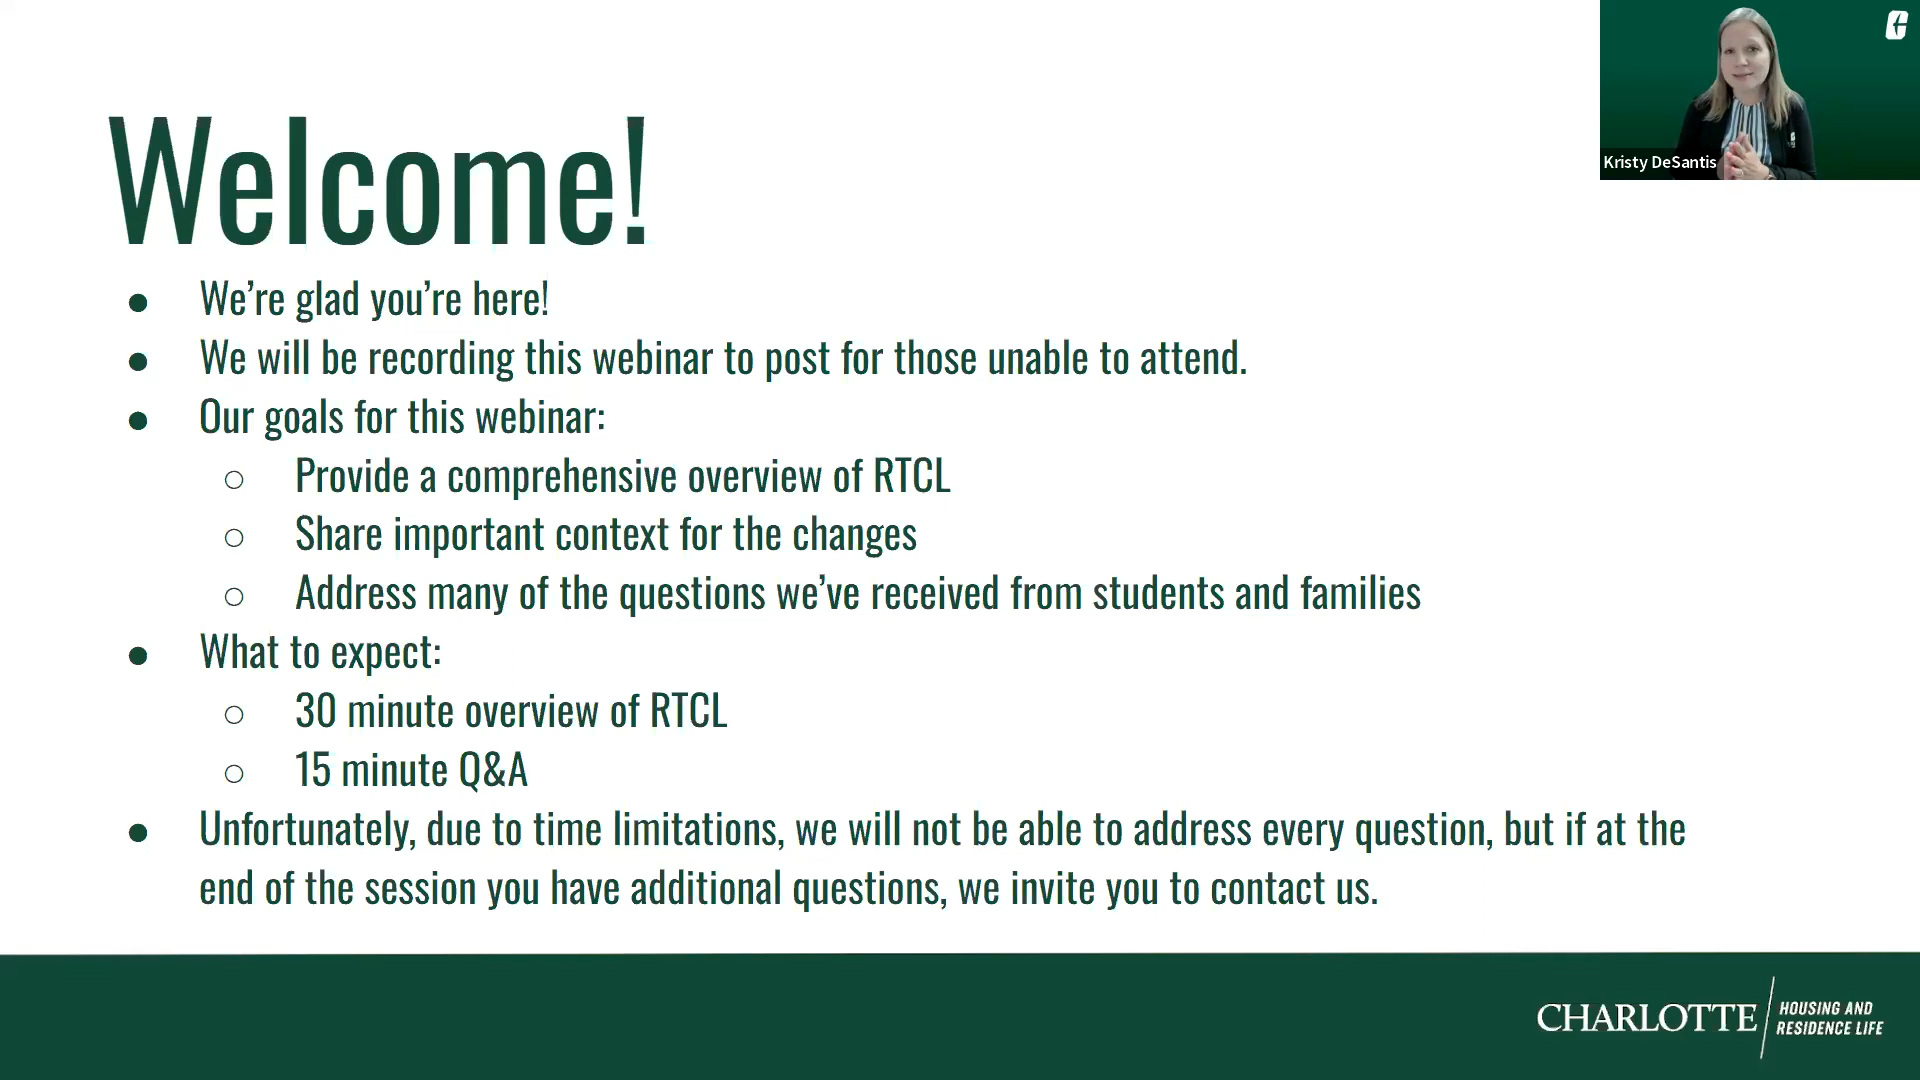 Welcome!
Kristy DeSantis
● We’re glad you’re here!
● We will be recording this webinar to post for those unable to attend.
● Our goals for this webinar:
○ Provide a comprehensive overview of RTCL
○ Share important context for the changes
○ Address many of the questions we’ve received from students and families
● What to expect:
○ 30 minute overview of RTCL
○ 15 minute Q&A
● Unfortunately, due to time limitations, we will not be able to address every question, but if at the
end of the session you have additional questions, we invite you to contact us.
CHARLOTTE
HOUSING AND
RESIDENCE LIFE